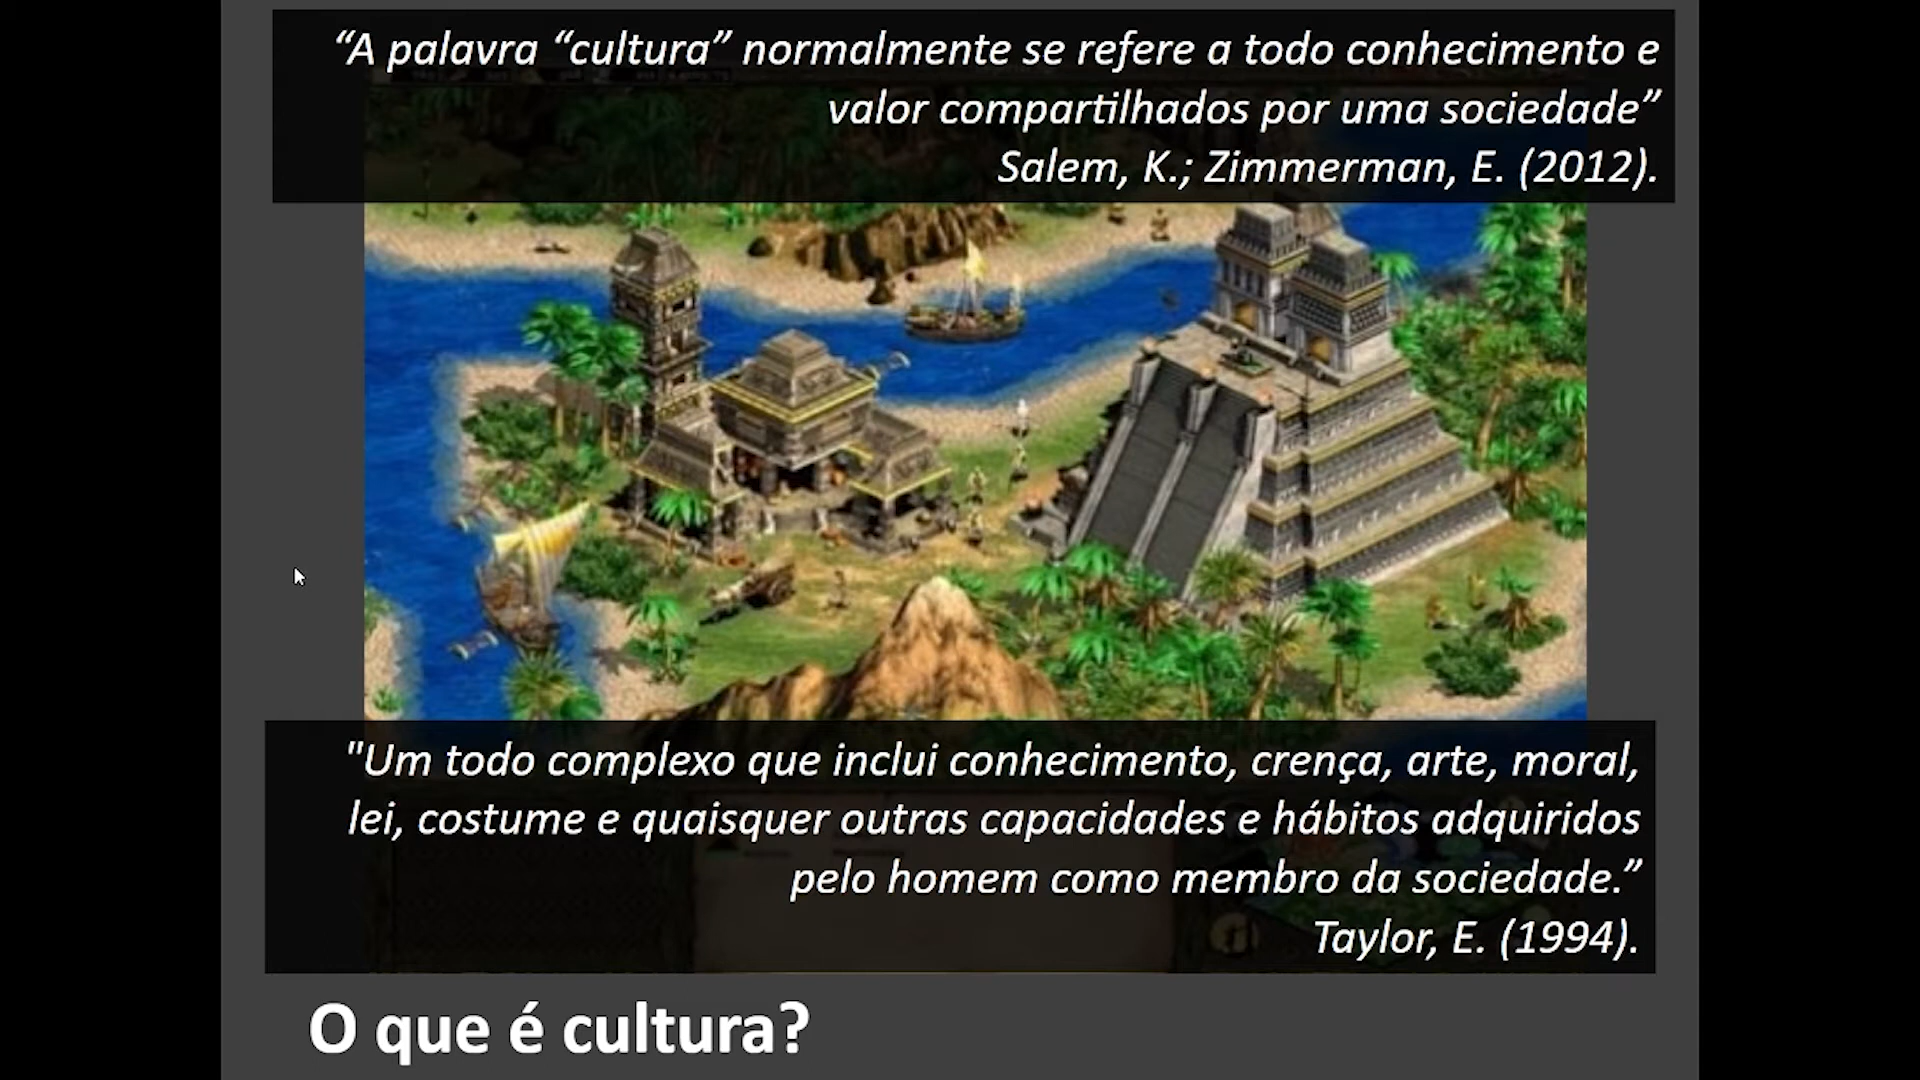 “A palavra “cultura” normalmente se refere a todo conhecimento e
valor compartilhados por uma sociedade”
Salem, K.; Zimmerman, E. (2012).
"Um todo complexo que inclui conhecimento, crença, arte, moral,
lei, costume e quaisquer outras capacidades e hábitos adquiridos
pelo homem como membro da sociedade.”
Taylor, E. (1994).
O que é cultura?